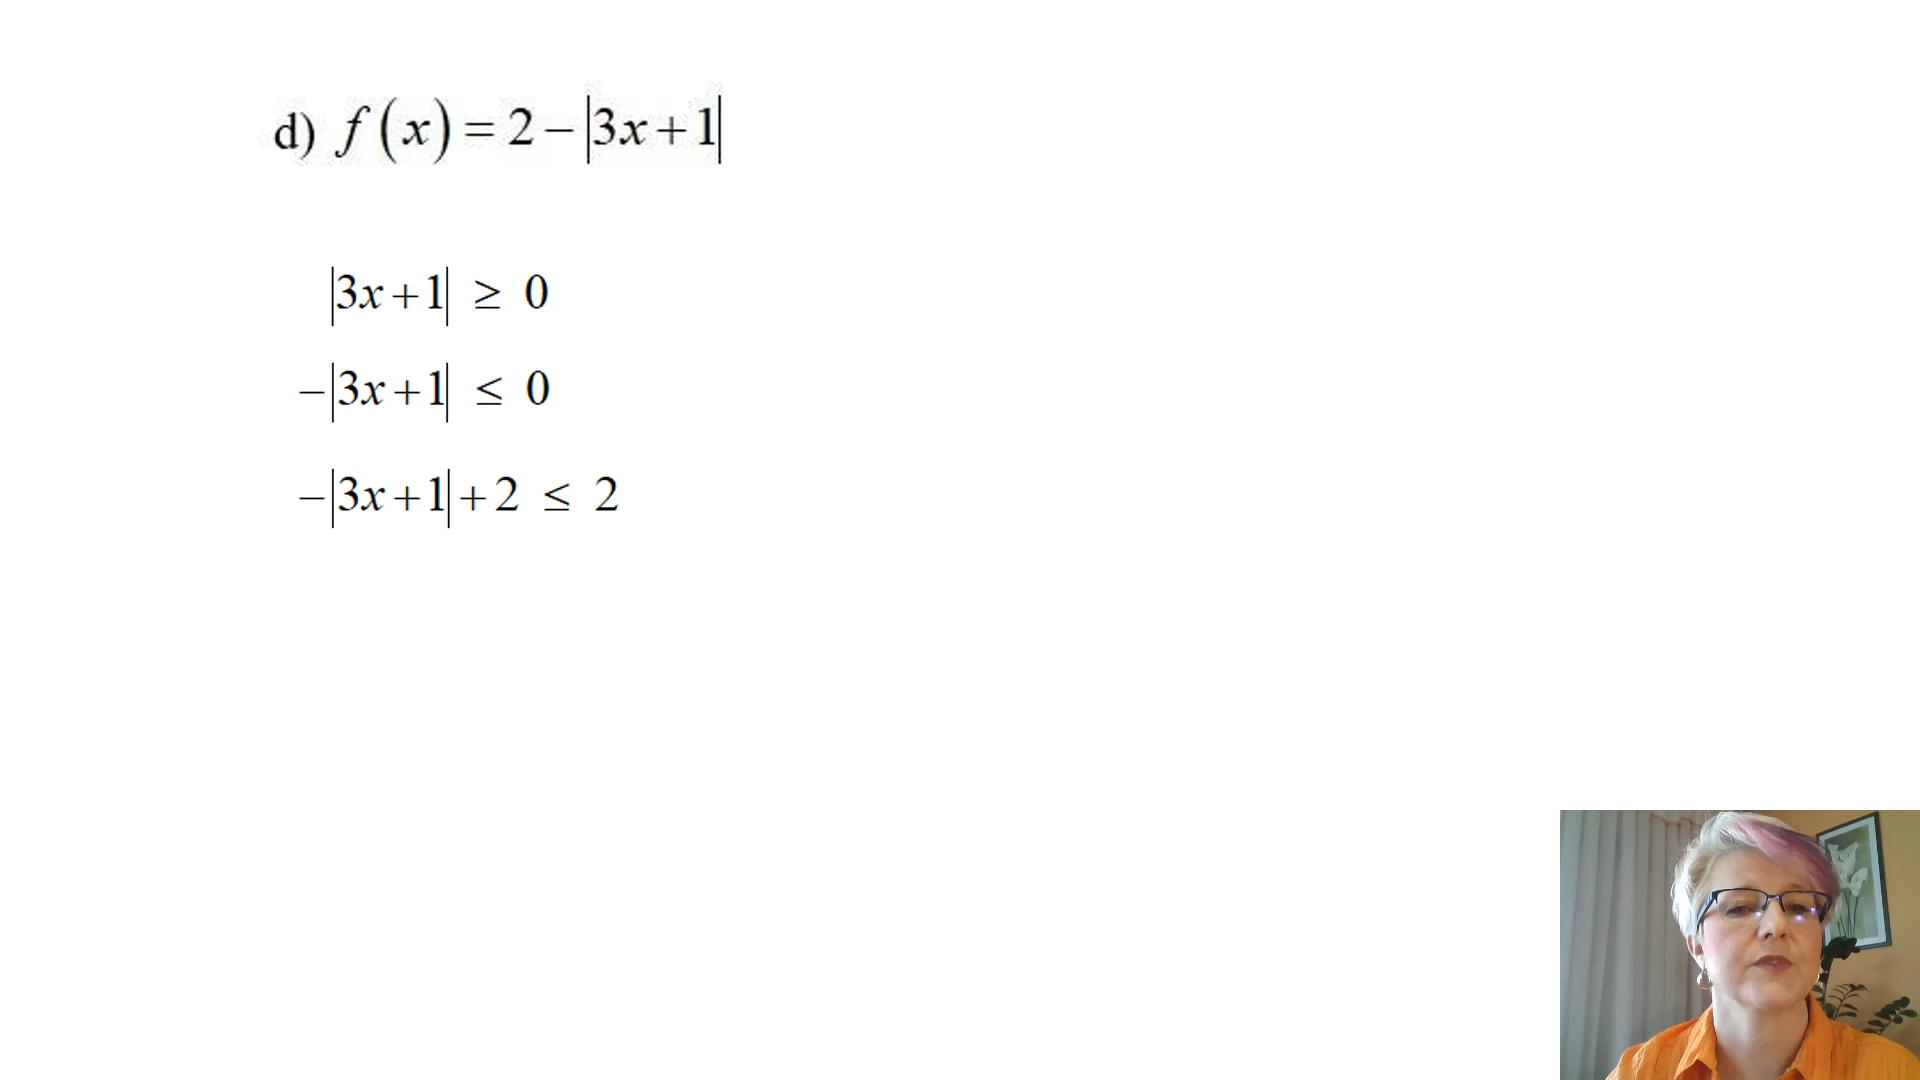 d) f(x) = 2 − |3x + 1|
|3x + 1| ≥ 0
−|3x + 1| ≤ 0
−|3x + 1| + 2 ≤ 2